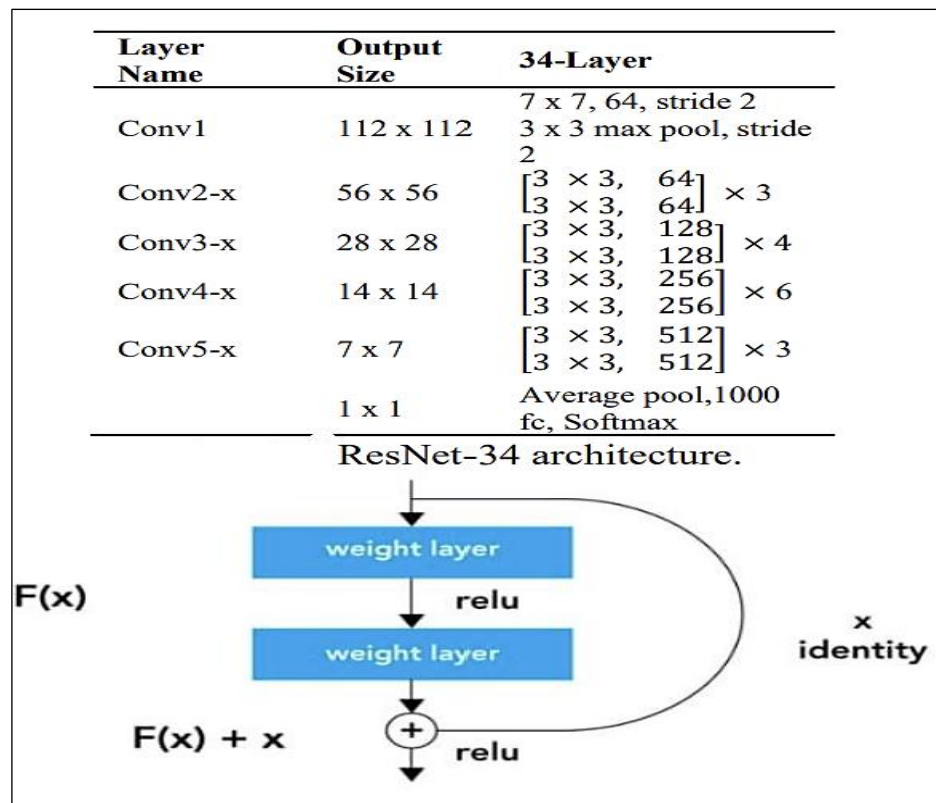 Layer Name Output Size 34-Layer
Conv1 112 x 112 7 x 7, 64, stride 2
3 x 3 max pool, stride 2
Conv2-x 56 x 56 [3 × 3, 64
3 × 3, 64] × 3
Conv3-x 28 x 28 [3 × 3, 128
3 × 3, 128] × 4
Conv4-x 14 x 14 [3 × 3, 256
3 × 3, 256] × 6
Conv5-x 7 x 7 [3 × 3, 512
3 × 3, 512] × 3
1 x 1 Average pool,1000
fc, Softmax
ResNet-34 architecture.
weight layer
F(x)
relu
x
identity
weight layer
F(x) + x
+
relu